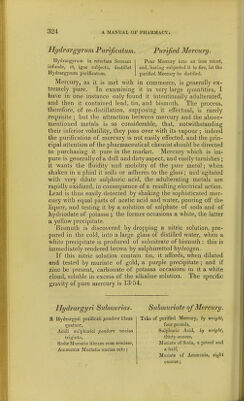 324
A MANUAL OF PHARMACY.
Hydrargyrum Purificatum.
Purified Mercury.
Hydrargyrum in retortam ferream
infunde, et, igne subjecto, destillet
Hydrargyrum purificatum.
Pour Mercury into an iron retort,
and, having subjected it to fire, let the
purified Mercury be distilled.
Mercury, as it is met with in commerce, is generally ex-
tremely pure. In examining it in very large quantities, I
have in one instance only found it intentionally adulterated,
and then it contained lead, tin, and bismuth. The process,
therefore, of re-distillation, supposing it effectual, is rarely
requisite; but the attraction between mercury and the above-
mentioned metals is so considerable, that, notwithstanding
their inferior volatility, they pass over with its vapour; indeed
the purification of mercury is not easily effected, and the prin-
cipal attention of the pharmaceutical chemist should be directed
to purchasing it pure in the market. Mercury which is im-
pure is generally of a dull and dirty aspect, and easily tarnishes;
it wants the fluidity and mobility of the pure metal; when
shaken in a phial it soils or adheres to the glass; and agitated
with very dilute sulphuric acid, the adulterating metals are
rapidly oxidized, in consequence of a resulting electrical action.
Lead is thus easily detected by shaking the sophisticated mer-
cury with equal parts of acetic acid and water, pouring off the
liquor, and testing it by a solution of sulphate of soda and of
hydriodate of potassa; the former occasions a white, the latter
a yellow precipitate.
Bismuth is discovered by dropping a nitric solution, pre-
pared in the cold, into a large glass of distilled water, when a
white precipitate is produced of subnitrate of bismuth: this is
immediately rendered brown by sulphuretted hydrogen.
If this nitric solution contain tin, it affords, when diluted
and tested by muriate of gold, a purple precipitate; and if
zinc be present, carbonate of potassa occasions in it a white
cloud, soluble in excess of the alkaline solution. The specific
gravity of pure mercury is 13·54.
Hydrargyri Submurias.
Submuriate of Mercury.
R Hydrargyri purificati pondere libras
quatuor,
Acidi sulphurici pondere uncias
triginta,
Sodæ Muriatis libram cum semisse,
Ammoniæ Muriatis uncias octo;
Take of purified Mercury, by weight,
four pounds,
Sulphuric Acid, by weight,
thirty ounces,
Muriate of Soda, a pound and
a half,
Muriate of Ammonia, eight
ounces;